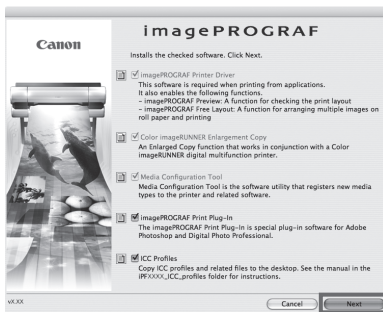 Canon
imagePROGRAF
Installs the checked software. Click Next.
imagePROGRAF Printer Driver
This software is required when printing from applications.
It also enables the following functions.
- imagePROGRAF Preview: A function for checking the print layout
- imagePROGRAF Free Layout: A function for arranging multiple images on
roll paper and printing
Color imageRUNNER Enlargement Copy
An Enlarged Copy function that works in conjunction with a Color
imageRUNNER digital multifunction printer.
Media Configuration Tool
Media Configuration Tool is the software utility that registers new media
types to the printer and related software.
imagePROGRAF Print Plug-In
The imagePROGRAF Print Plug-In is special plug-in software for Adobe
Photoshop and Digital Photo Professional.
ICC Profiles
Copy ICC profiles and related files to the desktop. See the manual in the
iPFXXXX_ICC_profiles folder for instructions.
vX.XX
Cancel
Next